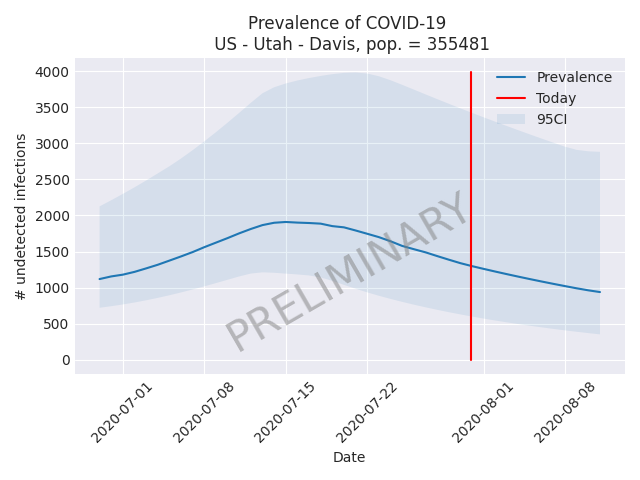 Prevalence of COVID-19
US - Utah - Davis, pop. = 355481
4000
3500
3000
2500
2000
1500
1000
500
0
# undetected infections
Prevalence
Today
95CI
PRELIMINARY
2020-07-01
2020-07-08
2020-07-15
2020-07-22
2020-08-01
2020-08-08
Date